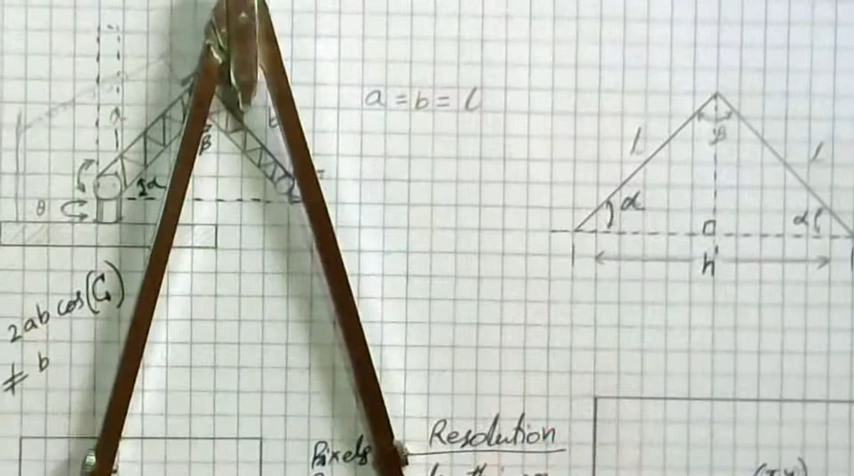 a = b = l
l
l
β
α
α
h'
a
b
β
α
θ
2ab cos(C)
≠ b
Resolution
Pixels